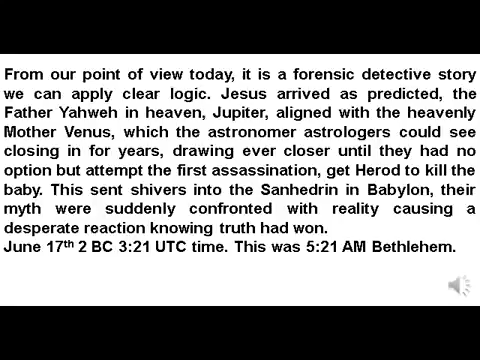 From our point of view today, it is a forensic detective story
we can apply clear logic. Jesus arrived as predicted, the
Father Yahweh in heaven, Jupiter, aligned with the heavenly
Mother Venus, which the astronomer astrologers could see
closing in for years, drawing ever closer until they had no
option but attempt the first assassination, get Herod to kill the
baby. This sent shivers into the Sanhedrin in Babylon, their
myth were suddenly confronted with reality causing a
desperate reaction knowing truth had won.
June 17th 2 BC 3:21 UTC time. This was 5:21 AM Bethlehem.